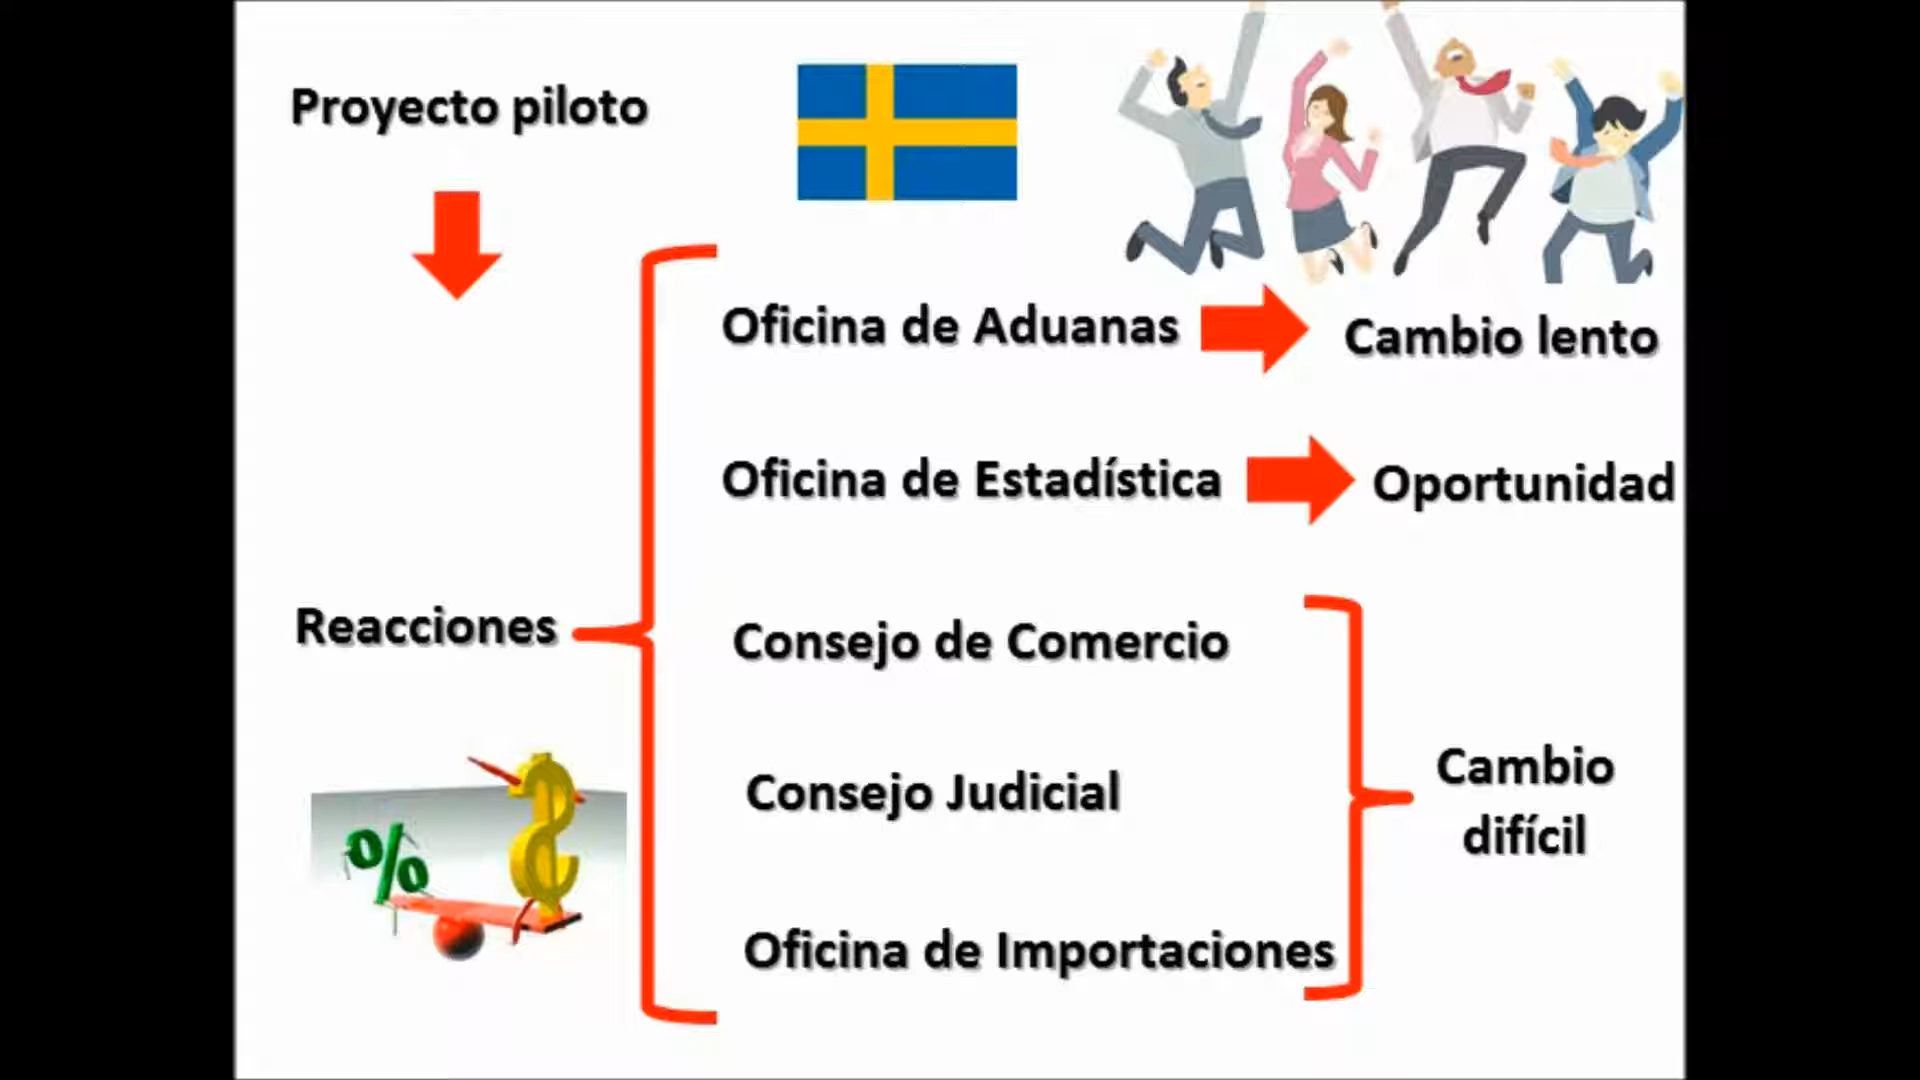 Proyecto piloto
Oficina de Aduanas
Cambio lento
Oficina de Estadística
Oportunidad
Reacciones
Consejo de Comercio
Consejo Judicial
Cambio
difícil
Oficina de Importaciones
%
$